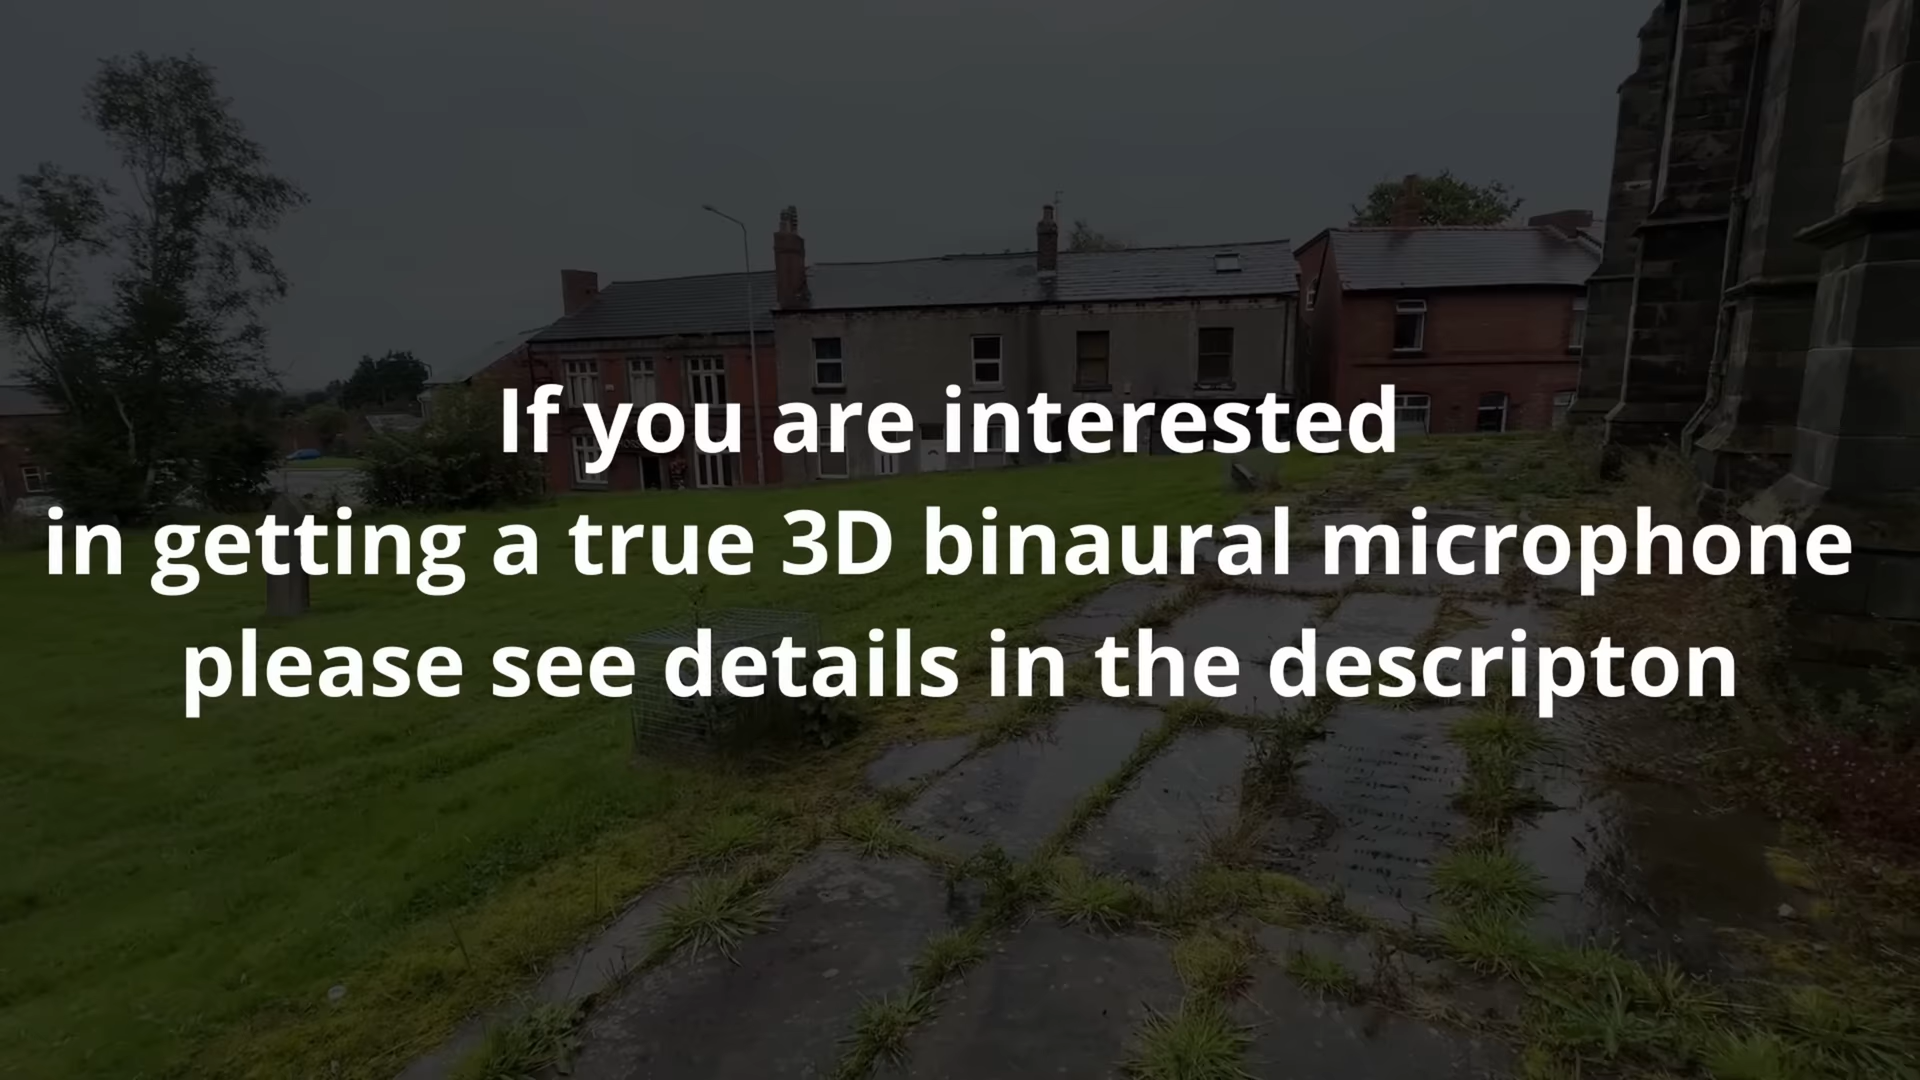 If you are interested
in getting a true 3D binaural microphone
please see details in the descripton